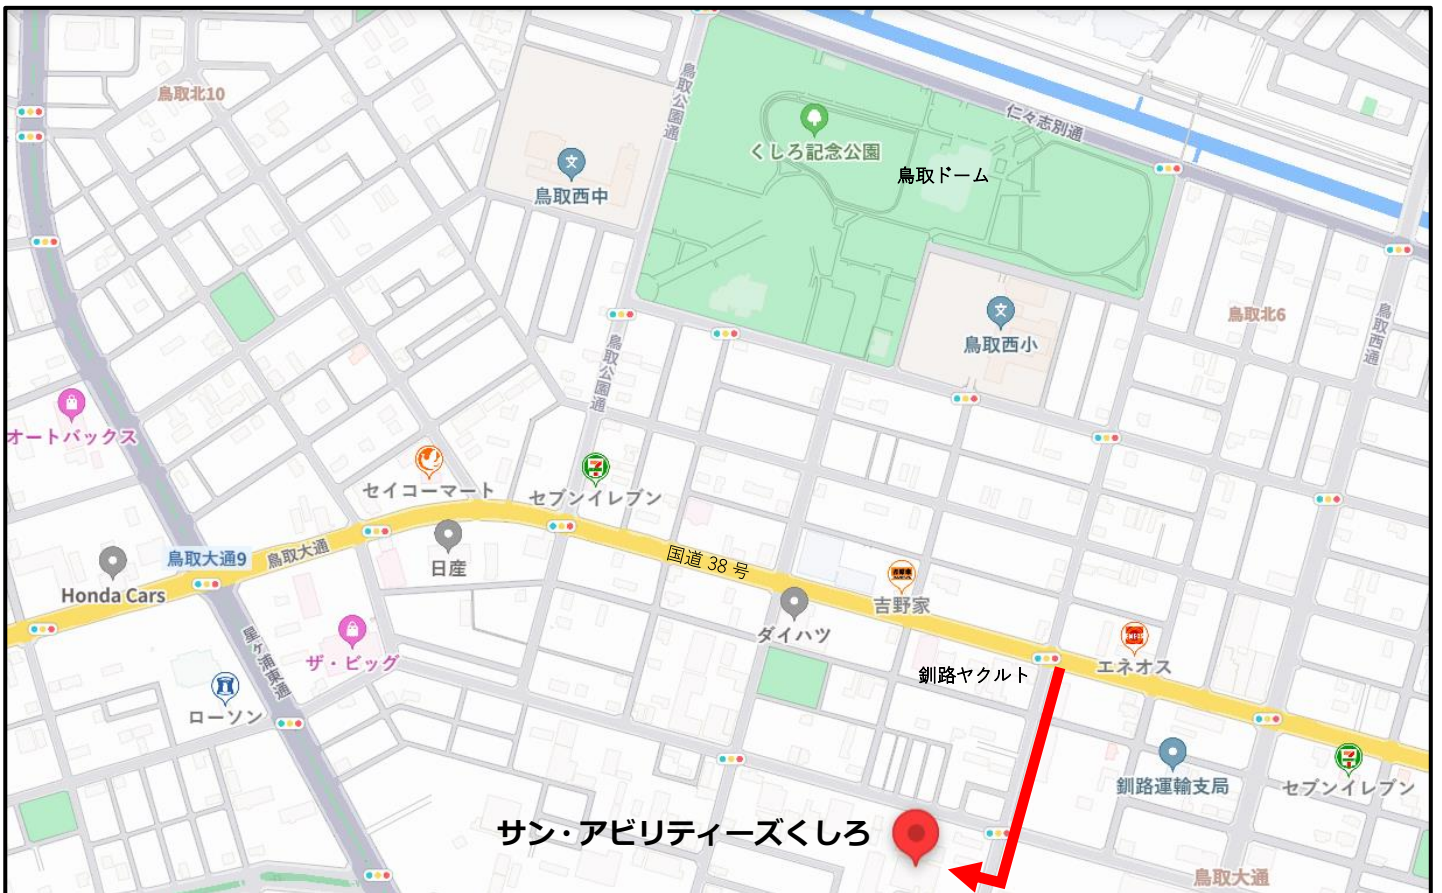 鳥取北10
鳥取公園通
仁々志別通
くしろ記念公園
鳥取ドーム
鳥取西中
鳥取北6
鳥取西通
鳥取西小
鳥取公園通
オートバックス
セイコーマート
セブンイレブン
鳥取大通9
鳥取大通
日産
国道 38 号
Honda Cars
吉野家
ダイハツ
星ヶ浦東通
ザ・ビッグ
釧路ヤクルト
エネオス
ローソン
釧路運輸支局
セブンイレブン
サン・アビリティーズくしろ
鳥取大通